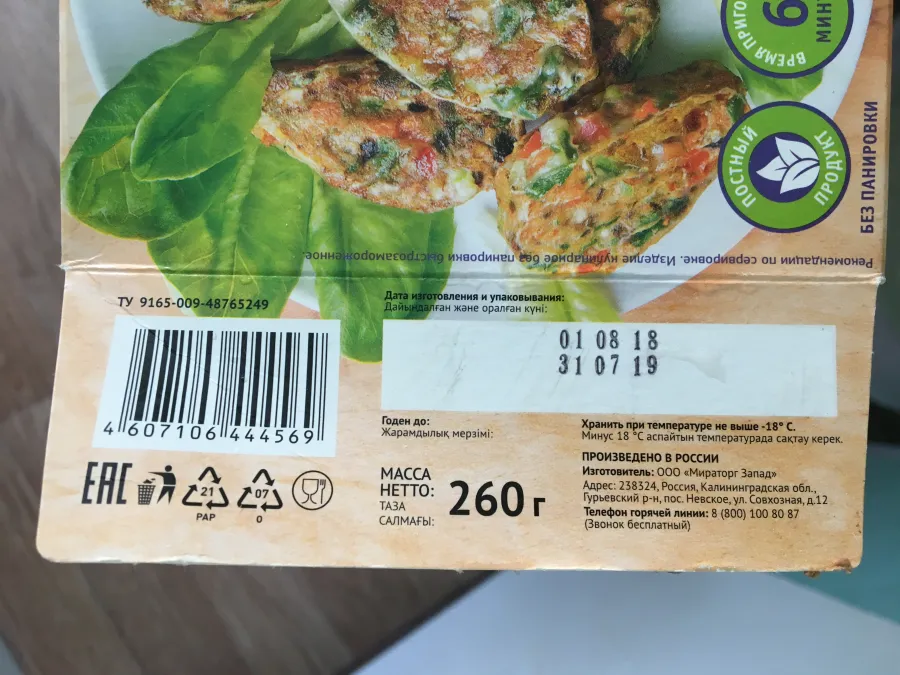 ВРЕМЯ
9
МИН
ПОСТНЫЙ ПРОДУКТ
БЕЗ ПАНИРОВКИ
Рекомендации по сервировке. Изделие кулинарное без панировки быстрозамороженное.
ТУ 9165-009-48765249
4 607106 444569
ЕАС
21
PAP
07
0
Дата изготовления и упаковывания:
Дайындалған және оралған күні:
01 08 18
31 07 19
Годен до:
Жарамдылық мерзімі:
МАССА
НЕТТО:
ТАЗА
САЛМАҒЫ:
260 г
Хранить при температуре не выше -18° С.
Минус 18 °С аспайтын температурада сақтау керек.
ПРОИЗВЕДЕНО В РОССИИ
Изготовитель: ООО «Мираторг Запад»
Адрес: 238324, Россия, Калининградская обл.,
Гурьевский р-н, пос. Невское, ул. Совхозная, д.12
Телефон горячей линии: 8 (800) 100 80 87
(Звонок бесплатный)